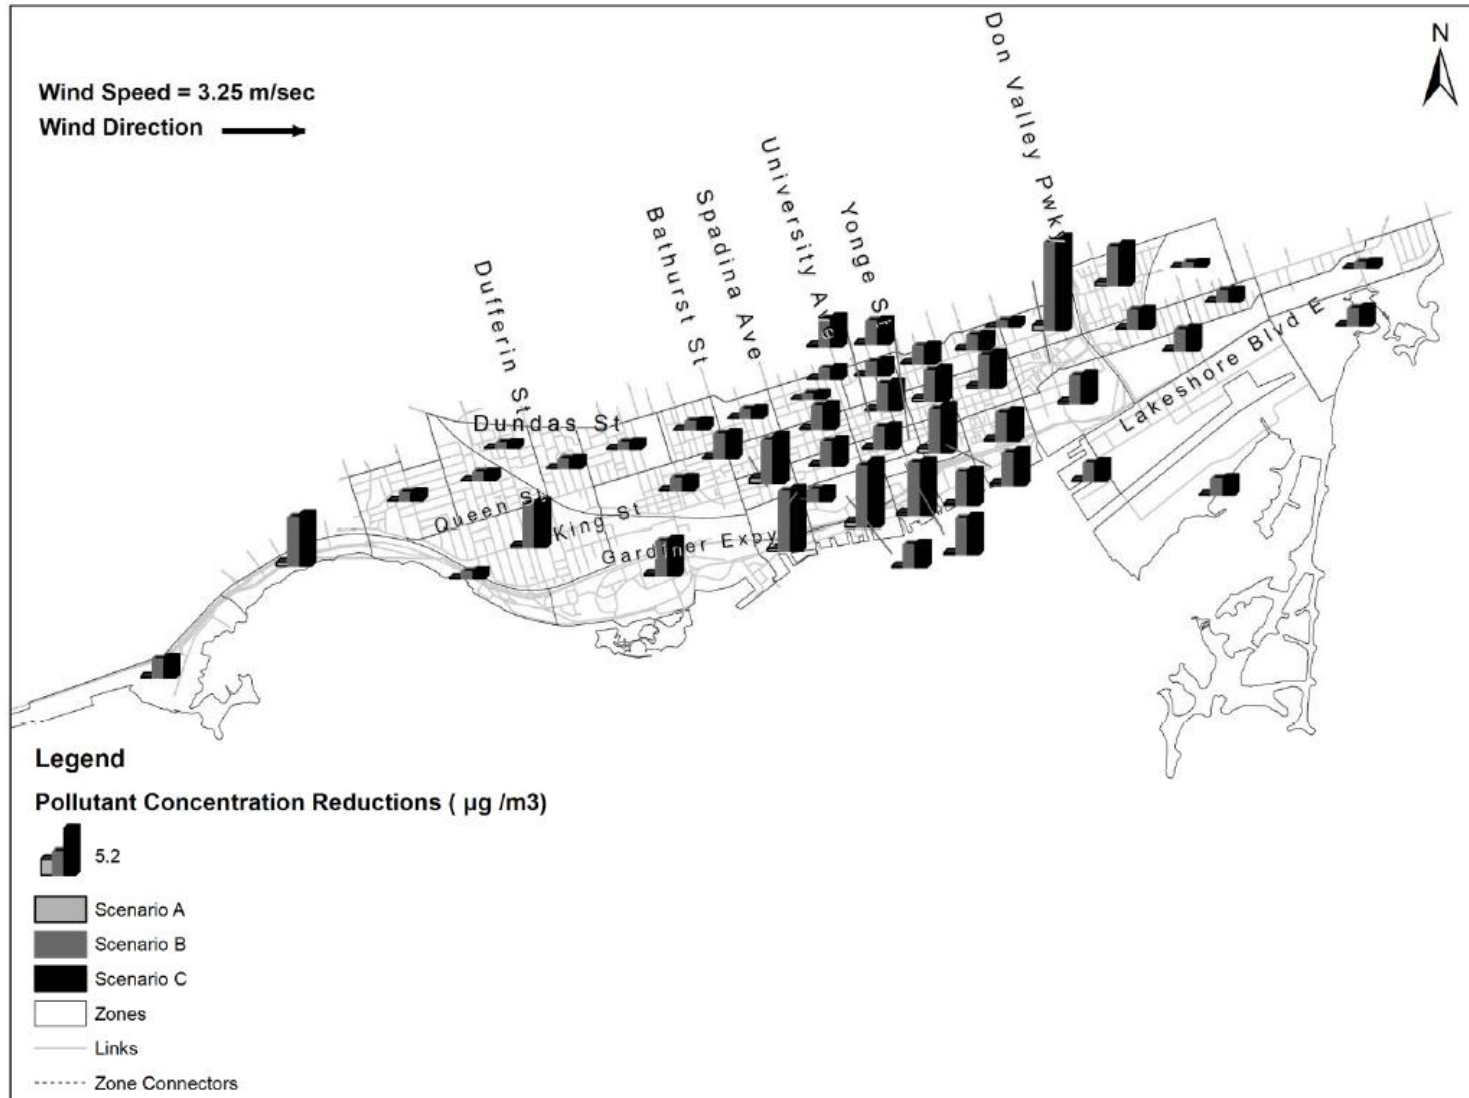 N
Wind Speed = 3.25 m/sec
Wind Direction
Don Valley Pwky
University Ave
Yonge St
Spadina Ave
Bathurst St
Dufferin St
Dundas St
Queen St
King St
Gardiner Expy
Lakeshore Blvd E
Legend
Pollutant Concentration Reductions ( µg /m3)
5.2
Scenario A
Scenario B
Scenario C
Zones
Links
Zone Connectors